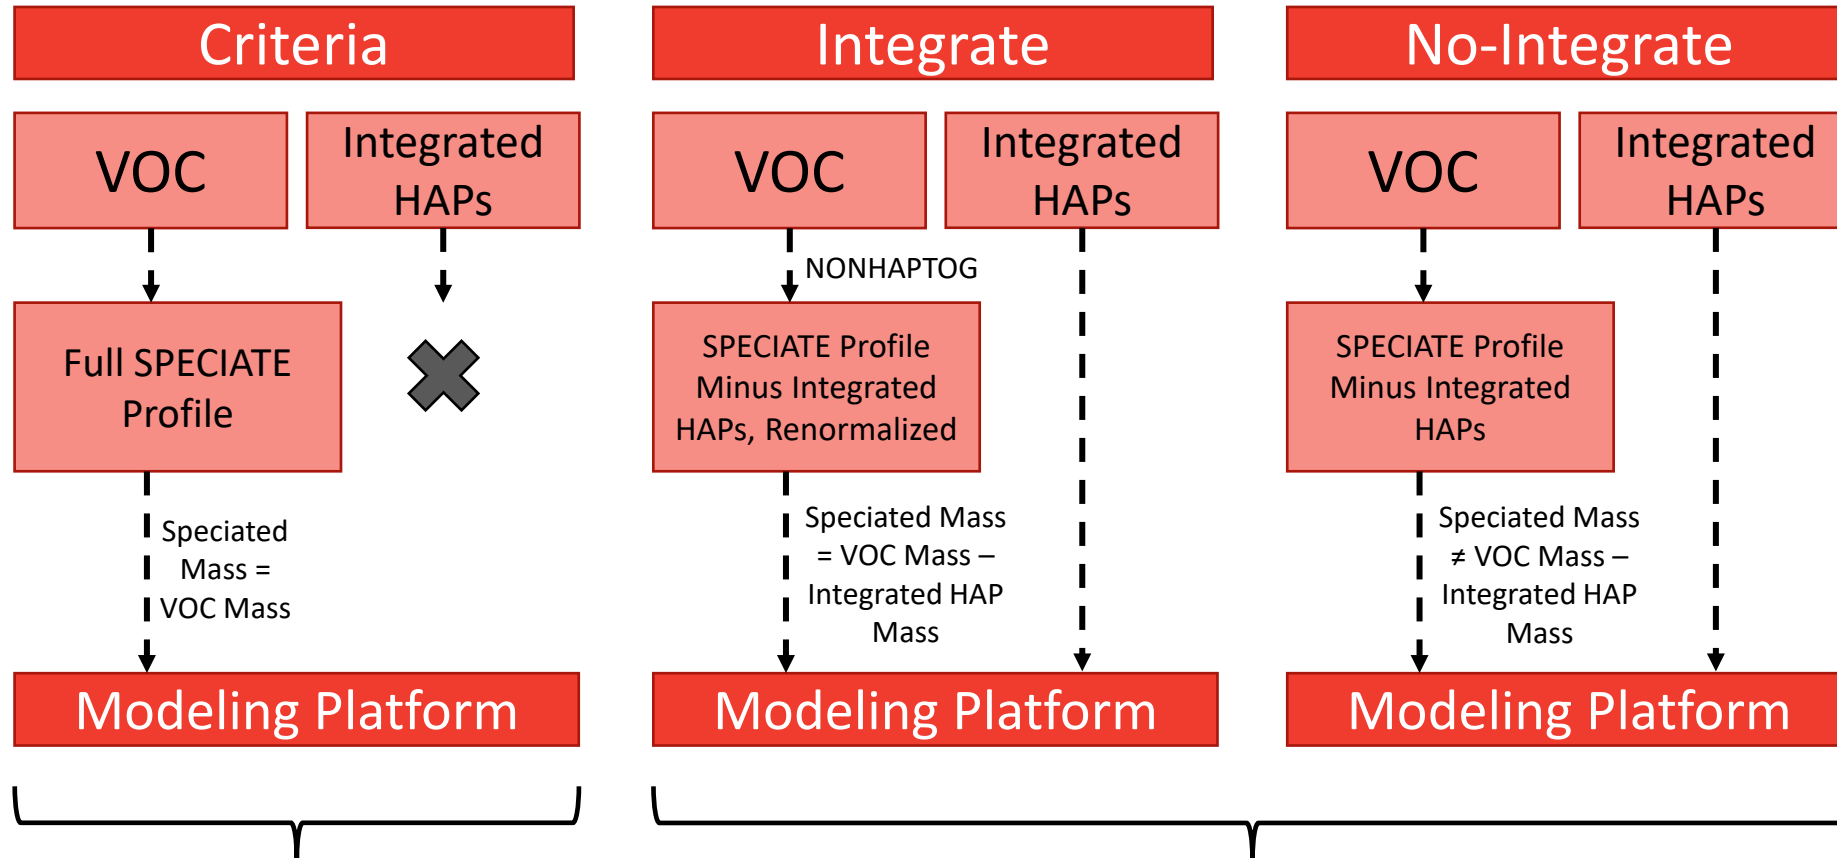 Criteria
VOC
Integrated
HAPs
Full SPECIATE
Profile
Speciated
Mass =
VOC Mass
Modeling Platform
Integrate
VOC
Integrated
HAPs
NONHAPTOG
SPECIATE Profile
Minus Integrated
HAPs, Renormalized
Speciated Mass
= VOC Mass –
Integrated HAP
Mass
Modeling Platform
No-Integrate
VOC
Integrated
HAPs
SPECIATE Profile
Minus Integrated
HAPs
Speciated Mass
≠ VOC Mass –
Integrated HAP
Mass
Modeling Platform